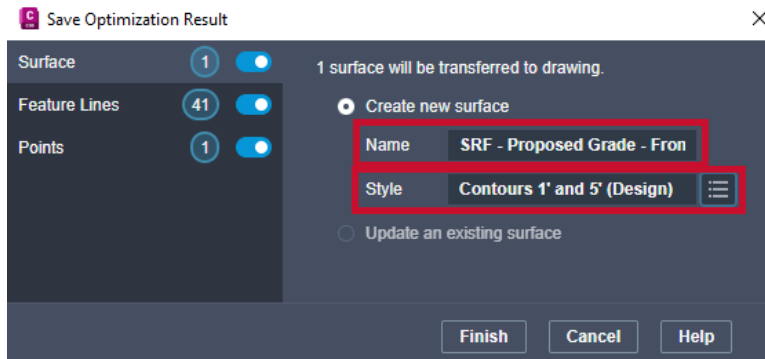 Save Optimization Result
Surface 1
Feature Lines 41
Points 1
1 surface will be transferred to drawing.
Create new surface
Name SRF - Proposed Grade - Fron
Style Contours 1' and 5' (Design)
Update an existing surface
Finish Cancel Help